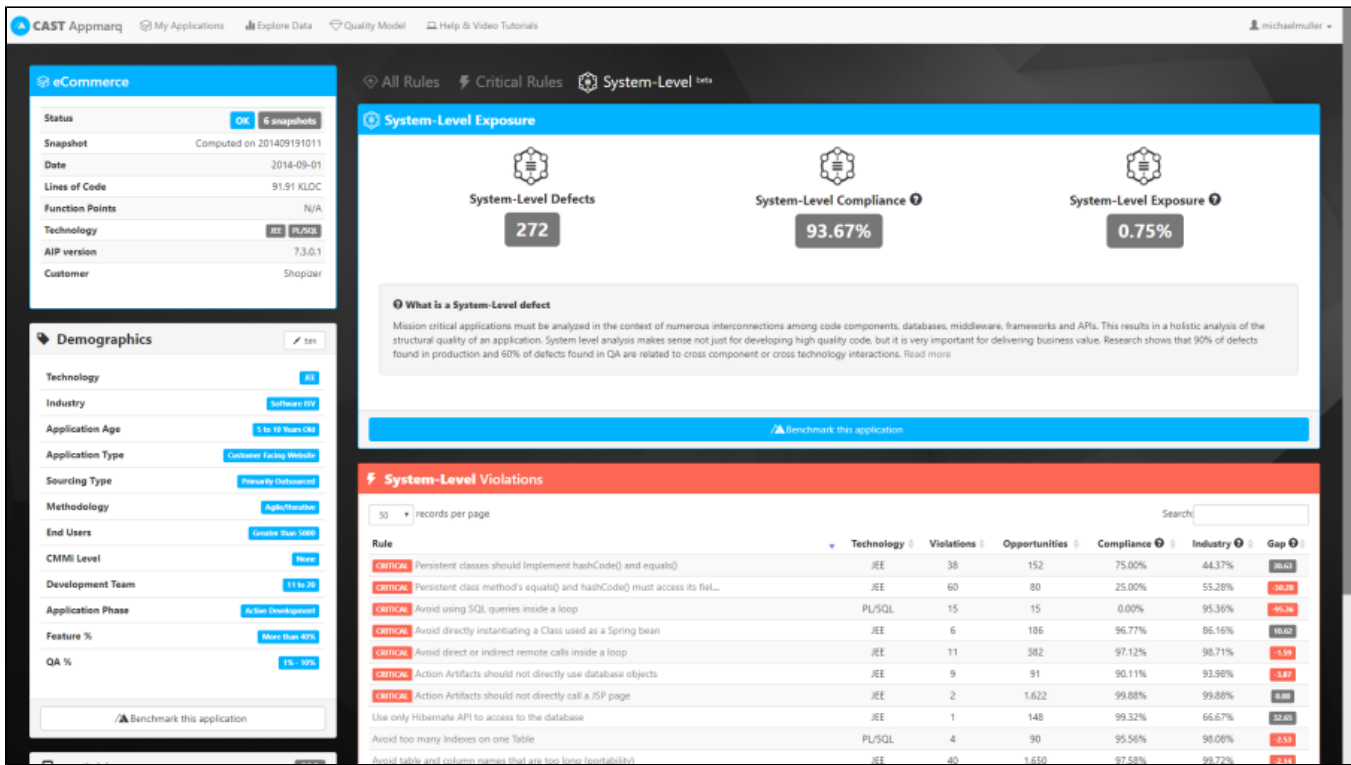 CAST Appmarq My Applications Explore Data Quality Model Help & Video Tutorials michaelmuller
eCommerce
Status OK 6 snapshots
Snapshot Computed on 201409191011
Date 2014-09-01
Lines of Code 91.91 KLOC
Function Points N/A
Technology JEE PL/SQL
AIP version 7.3.0.1
Customer Shopizer
Demographics Edit
Technology JEE
Industry Software ISV
Application Age 5 to 10 Years Old
Application Type Customer Facing Website
Sourcing Type Primarily Outsourced
Methodology Agile/Iterative
End Users Greater than 5000
CMMi Level None
Development Team 11 to 20
Application Phase Active Development
Feature % More than 40%
QA % 1% - 10%
Benchmark this application
All Rules Critical Rules System-Level beta
System-Level Exposure
System-Level Defects System-Level Compliance System-Level Exposure
272 93.67% 0.75%
What is a System-Level defect
Mission critical applications must be analyzed in the context of numerous interconnections among code components, databases, middleware, frameworks and APIs. This results in a holistic analysis of the
structural quality of an application. System level analysis makes sense not just for developing high quality code, but it is very important for delivering business value. Research shows that 90% of defects
found in production and 60% of defects found in QA are related to cross component or cross technology interactions. Read more
Benchmark this application
System-Level Violations
50 records per page Search:
Rule Technology Violations Opportunities Compliance Industry Gap
CRITICAL Persistent classes should Implement hashCode() and equals() JEE 38 152 75.00% 44.37% 30.63
CRITICAL Persistent class method's equals() and hashCode() must access its fiel... JEE 60 80 25.00% 55.28% -30.28
CRITICAL Avoid using SQL queries inside a loop PL/SQL 15 15 0.00% 95.36% -95.36
CRITICAL Avoid directly instantiating a Class used as a Spring bean JEE 6 186 96.77% 86.16% 10.62
CRITICAL Avoid direct or indirect remote calls inside a loop JEE 11 382 97.12% 98.71% -1.59
CRITICAL Action Artifacts should not directly use database objects JEE 9 91 90.11% 93.98% -3.87
CRITICAL Action Artifacts should not directly call a JSP page JEE 2 1,622 99.88% 99.88% 0.00
Use only Hibernate API to access to the database JEE 1 148 99.32% 66.67% 32.65
Avoid too many Indexes on one Table PL/SQL 4 90 95.56% 98.08% -2.53
Avoid table and column names that are too long (portability) JEE 40 1,650 97.58% 99.72% -2.14